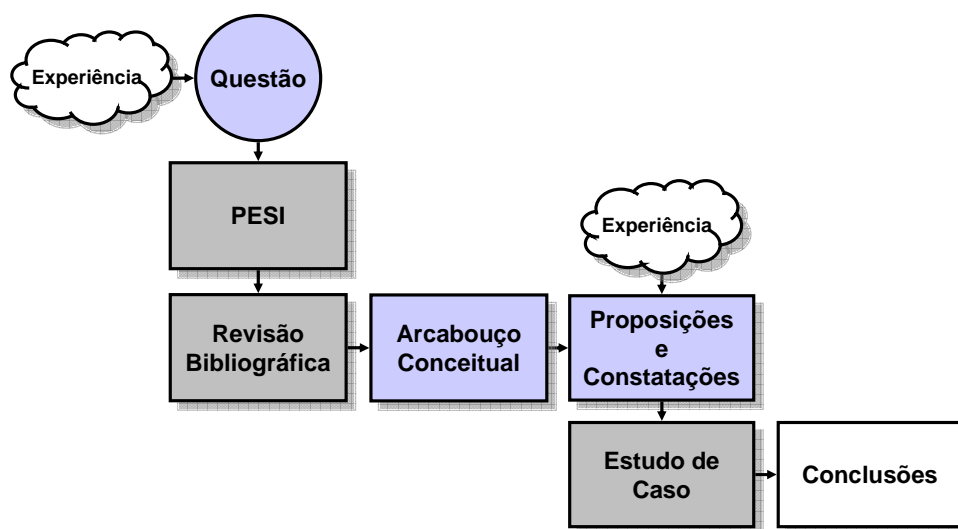 Experiência
Questão
PESI
Experiência
Revisão
Bibliográfica
Arcabouço
Conceitual
Proposições
e
Constatações
Estudo de
Caso
Conclusões